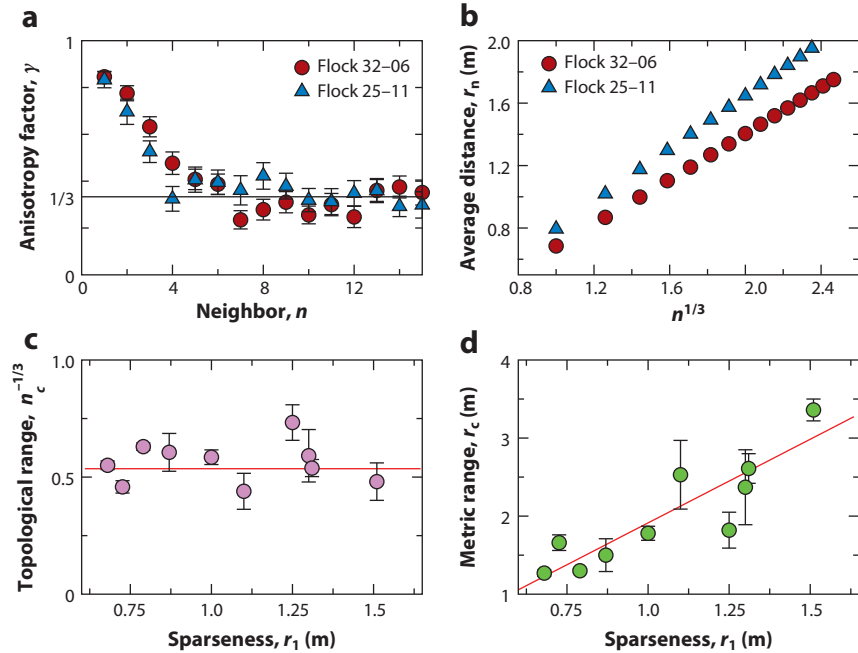 a
Anisotropy factor, γ
1
1/3
0
Flock 32–06
Flock 25–11
0 4 8 12
Neighbor, n
b
Average distance, rn (m)
2.0
1.6
1.2
0.8
Flock 32–06
Flock 25–11
0.8 1.2 1.6 2.0 2.4
n1/3
c
Topological range, nc–1/3
1.0
0.5
0
0.75 1.0 1.25 1.5
Sparseness, r1 (m)
d
Metric range, rc (m)
4
3
2
1
0.75 1.0 1.25 1.5
Sparseness, r1 (m)